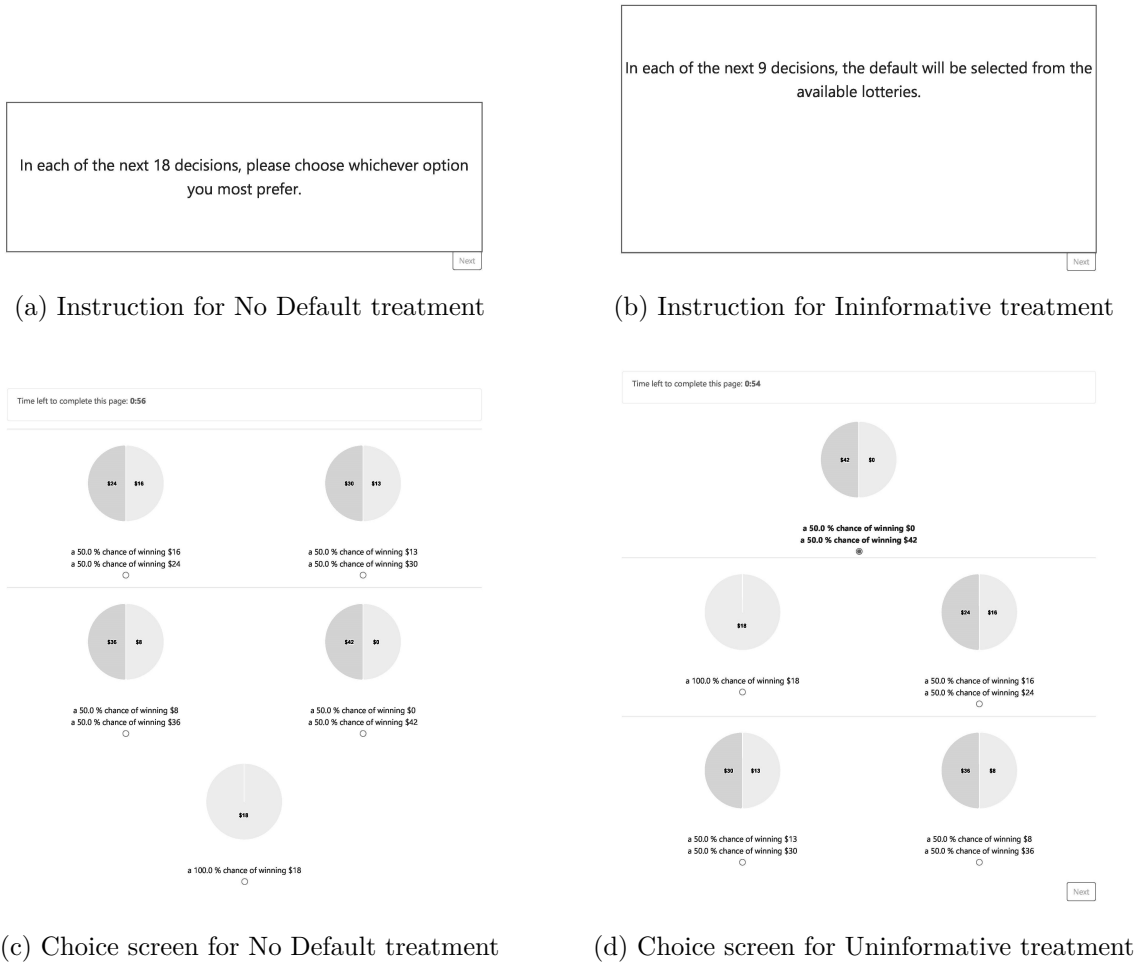 In each of the next 18 decisions, please choose whichever option
you most prefer.
Next
(a) Instruction for No Default treatment
In each of the next 9 decisions, the default will be selected from the
available lotteries.
Next
(b) Instruction for Ininformative treatment
Time left to complete this page: 0:56
$24 $16
$30 $13
a 50.0 % chance of winning $16
a 50.0 % chance of winning $24
a 50.0 % chance of winning $13
a 50.0 % chance of winning $30
$36 $8
$42 $0
a 50.0 % chance of winning $8
a 50.0 % chance of winning $36
a 50.0 % chance of winning $0
a 50.0 % chance of winning $42
$18
a 100.0 % chance of winning $18
(c) Choice screen for No Default treatment
Time left to complete this page: 0:54
$42 $0
a 50.0 % chance of winning $0
a 50.0 % chance of winning $42
$18
$24 $16
a 100.0 % chance of winning $18
a 50.0 % chance of winning $16
a 50.0 % chance of winning $24
$30 $13
$36 $8
a 50.0 % chance of winning $13
a 50.0 % chance of winning $30
a 50.0 % chance of winning $8
a 50.0 % chance of winning $36
Next
(d) Choice screen for Uninformative treatment